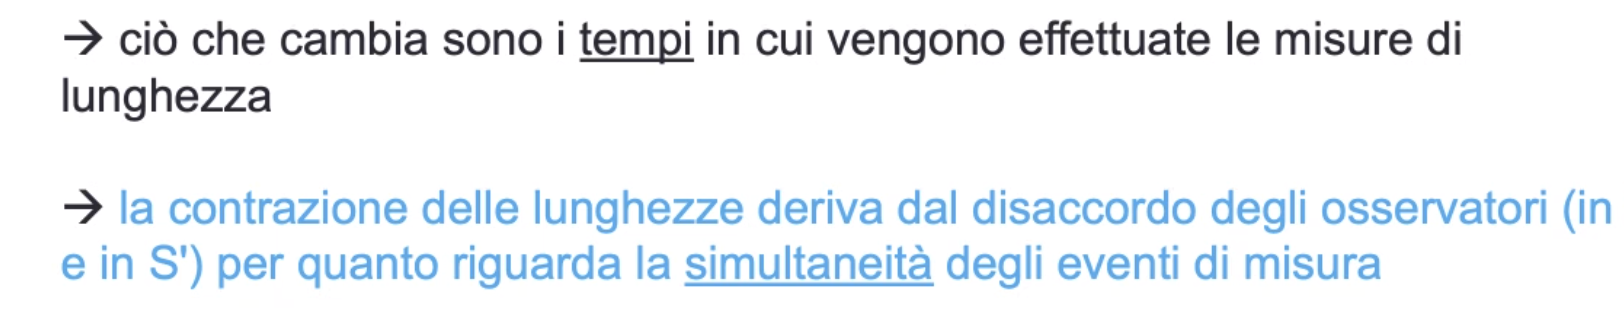 → ciò che cambia sono i tempi in cui vengono effettuate le misure di
lunghezza
→ la contrazione delle lunghezze deriva dal disaccordo degli osservatori (in
e in S') per quanto riguarda la simultaneità degli eventi di misura